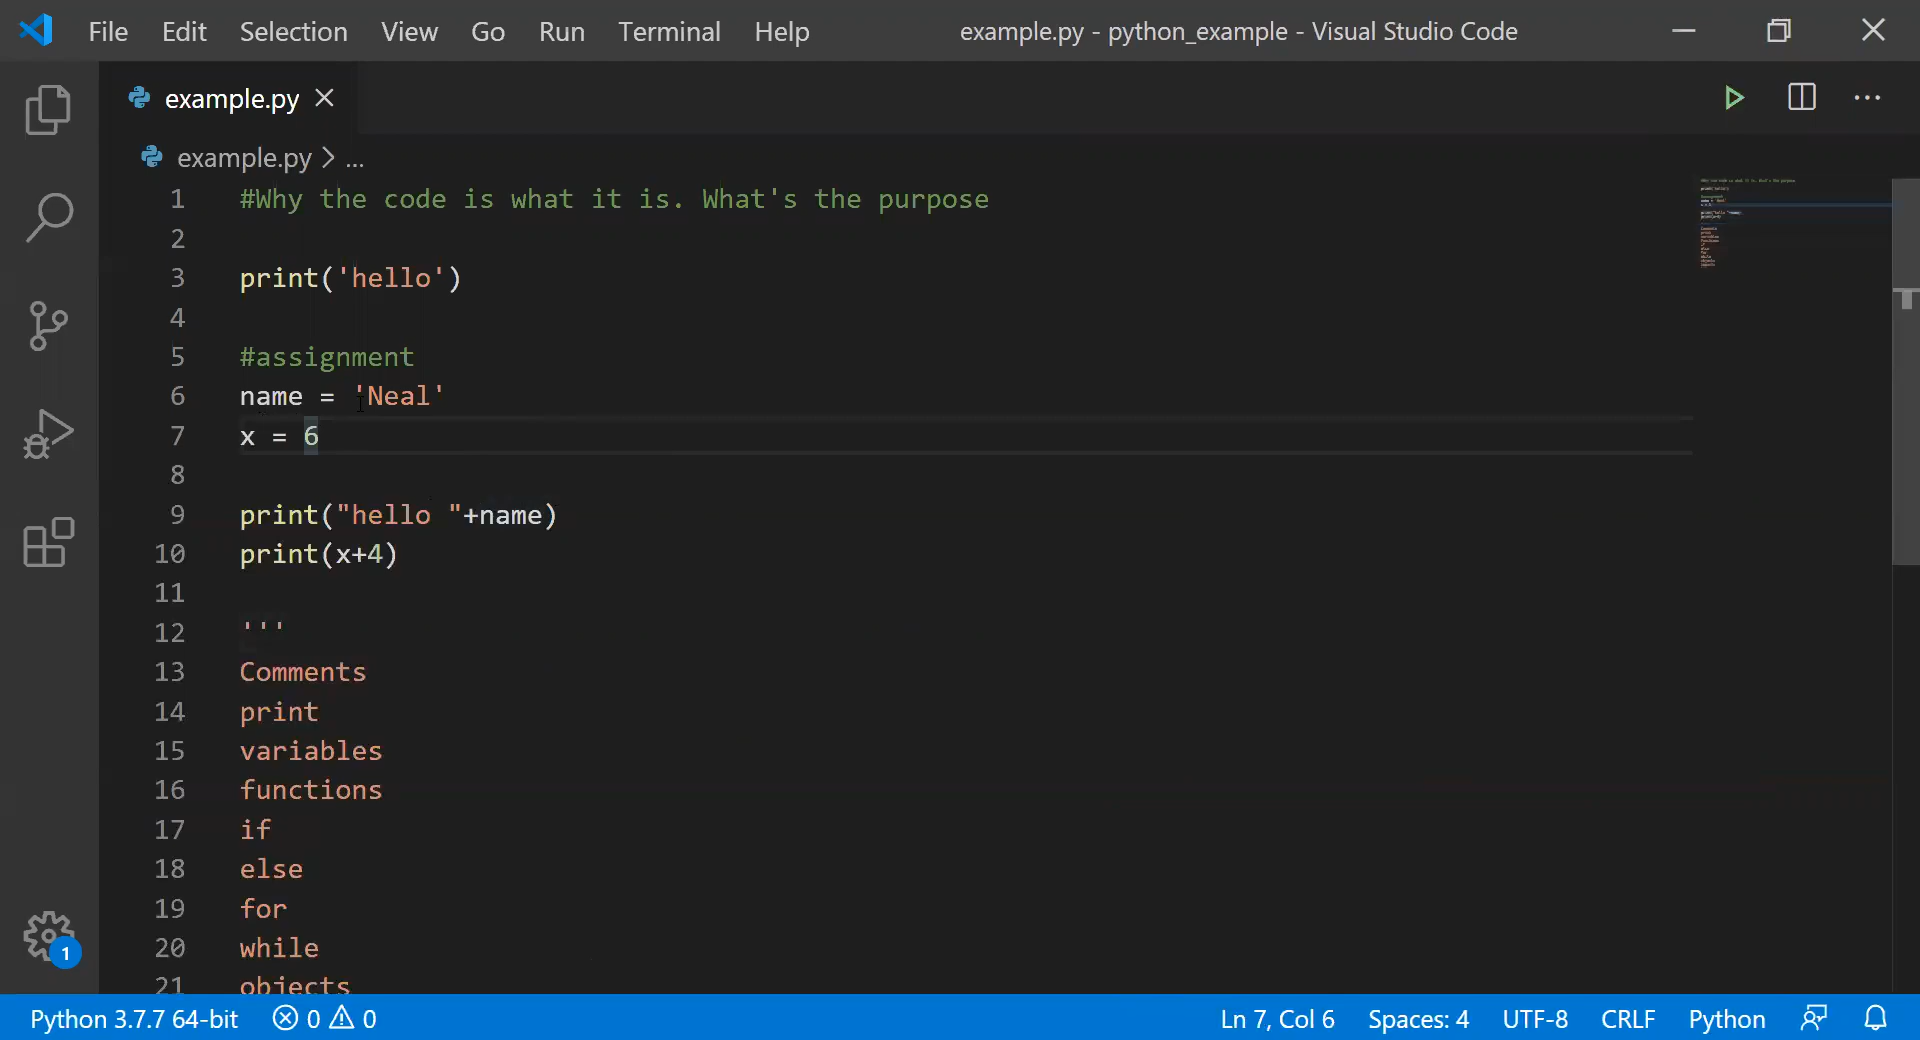 File Edit Selection View Go Run Terminal Help example.py - python_example - Visual Studio Code
example.py
example.py > ...
1 #Why the code is what it is. What's the purpose
2
3 print('hello')
4
5 #assignment
6 name = 'Neal'
7 x = 6
8
9 print("hello "+name)
10 print(x+4)
11
12 '''
13 Comments
14 print
15 variables
16 functions
17 if
18 else
19 for
20 while
21 objects
1
Python 3.7.7 64-bit 0 0 Ln 7, Col 6 Spaces: 4 UTF-8 CRLF Python